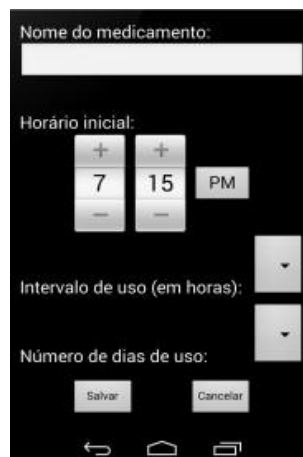 Nome do medicamento:
Horário inicial:
+ +
7 15 PM
− −
Intervalo de uso (em horas):
Número de dias de uso:
Salvar Cancelar